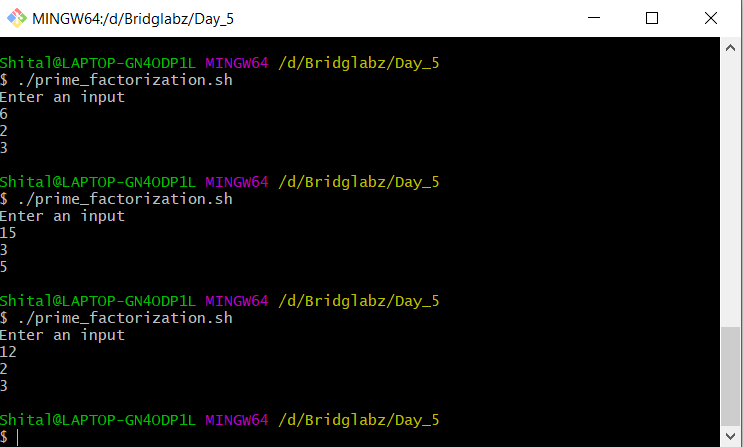 MINGW64:/d/Bridglabz/Day_5
Shital@LAPTOP-GN4ODP1L MINGW64 /d/Bridglabz/Day_5
$ ./prime_factorization.sh
Enter an input
6
2
3
Shital@LAPTOP-GN4ODP1L MINGW64 /d/Bridglabz/Day_5
$ ./prime_factorization.sh
Enter an input
15
3
5
Shital@LAPTOP-GN4ODP1L MINGW64 /d/Bridglabz/Day_5
$ ./prime_factorization.sh
Enter an input
12
2
3
Shital@LAPTOP-GN4ODP1L MINGW64 /d/Bridglabz/Day_5
$